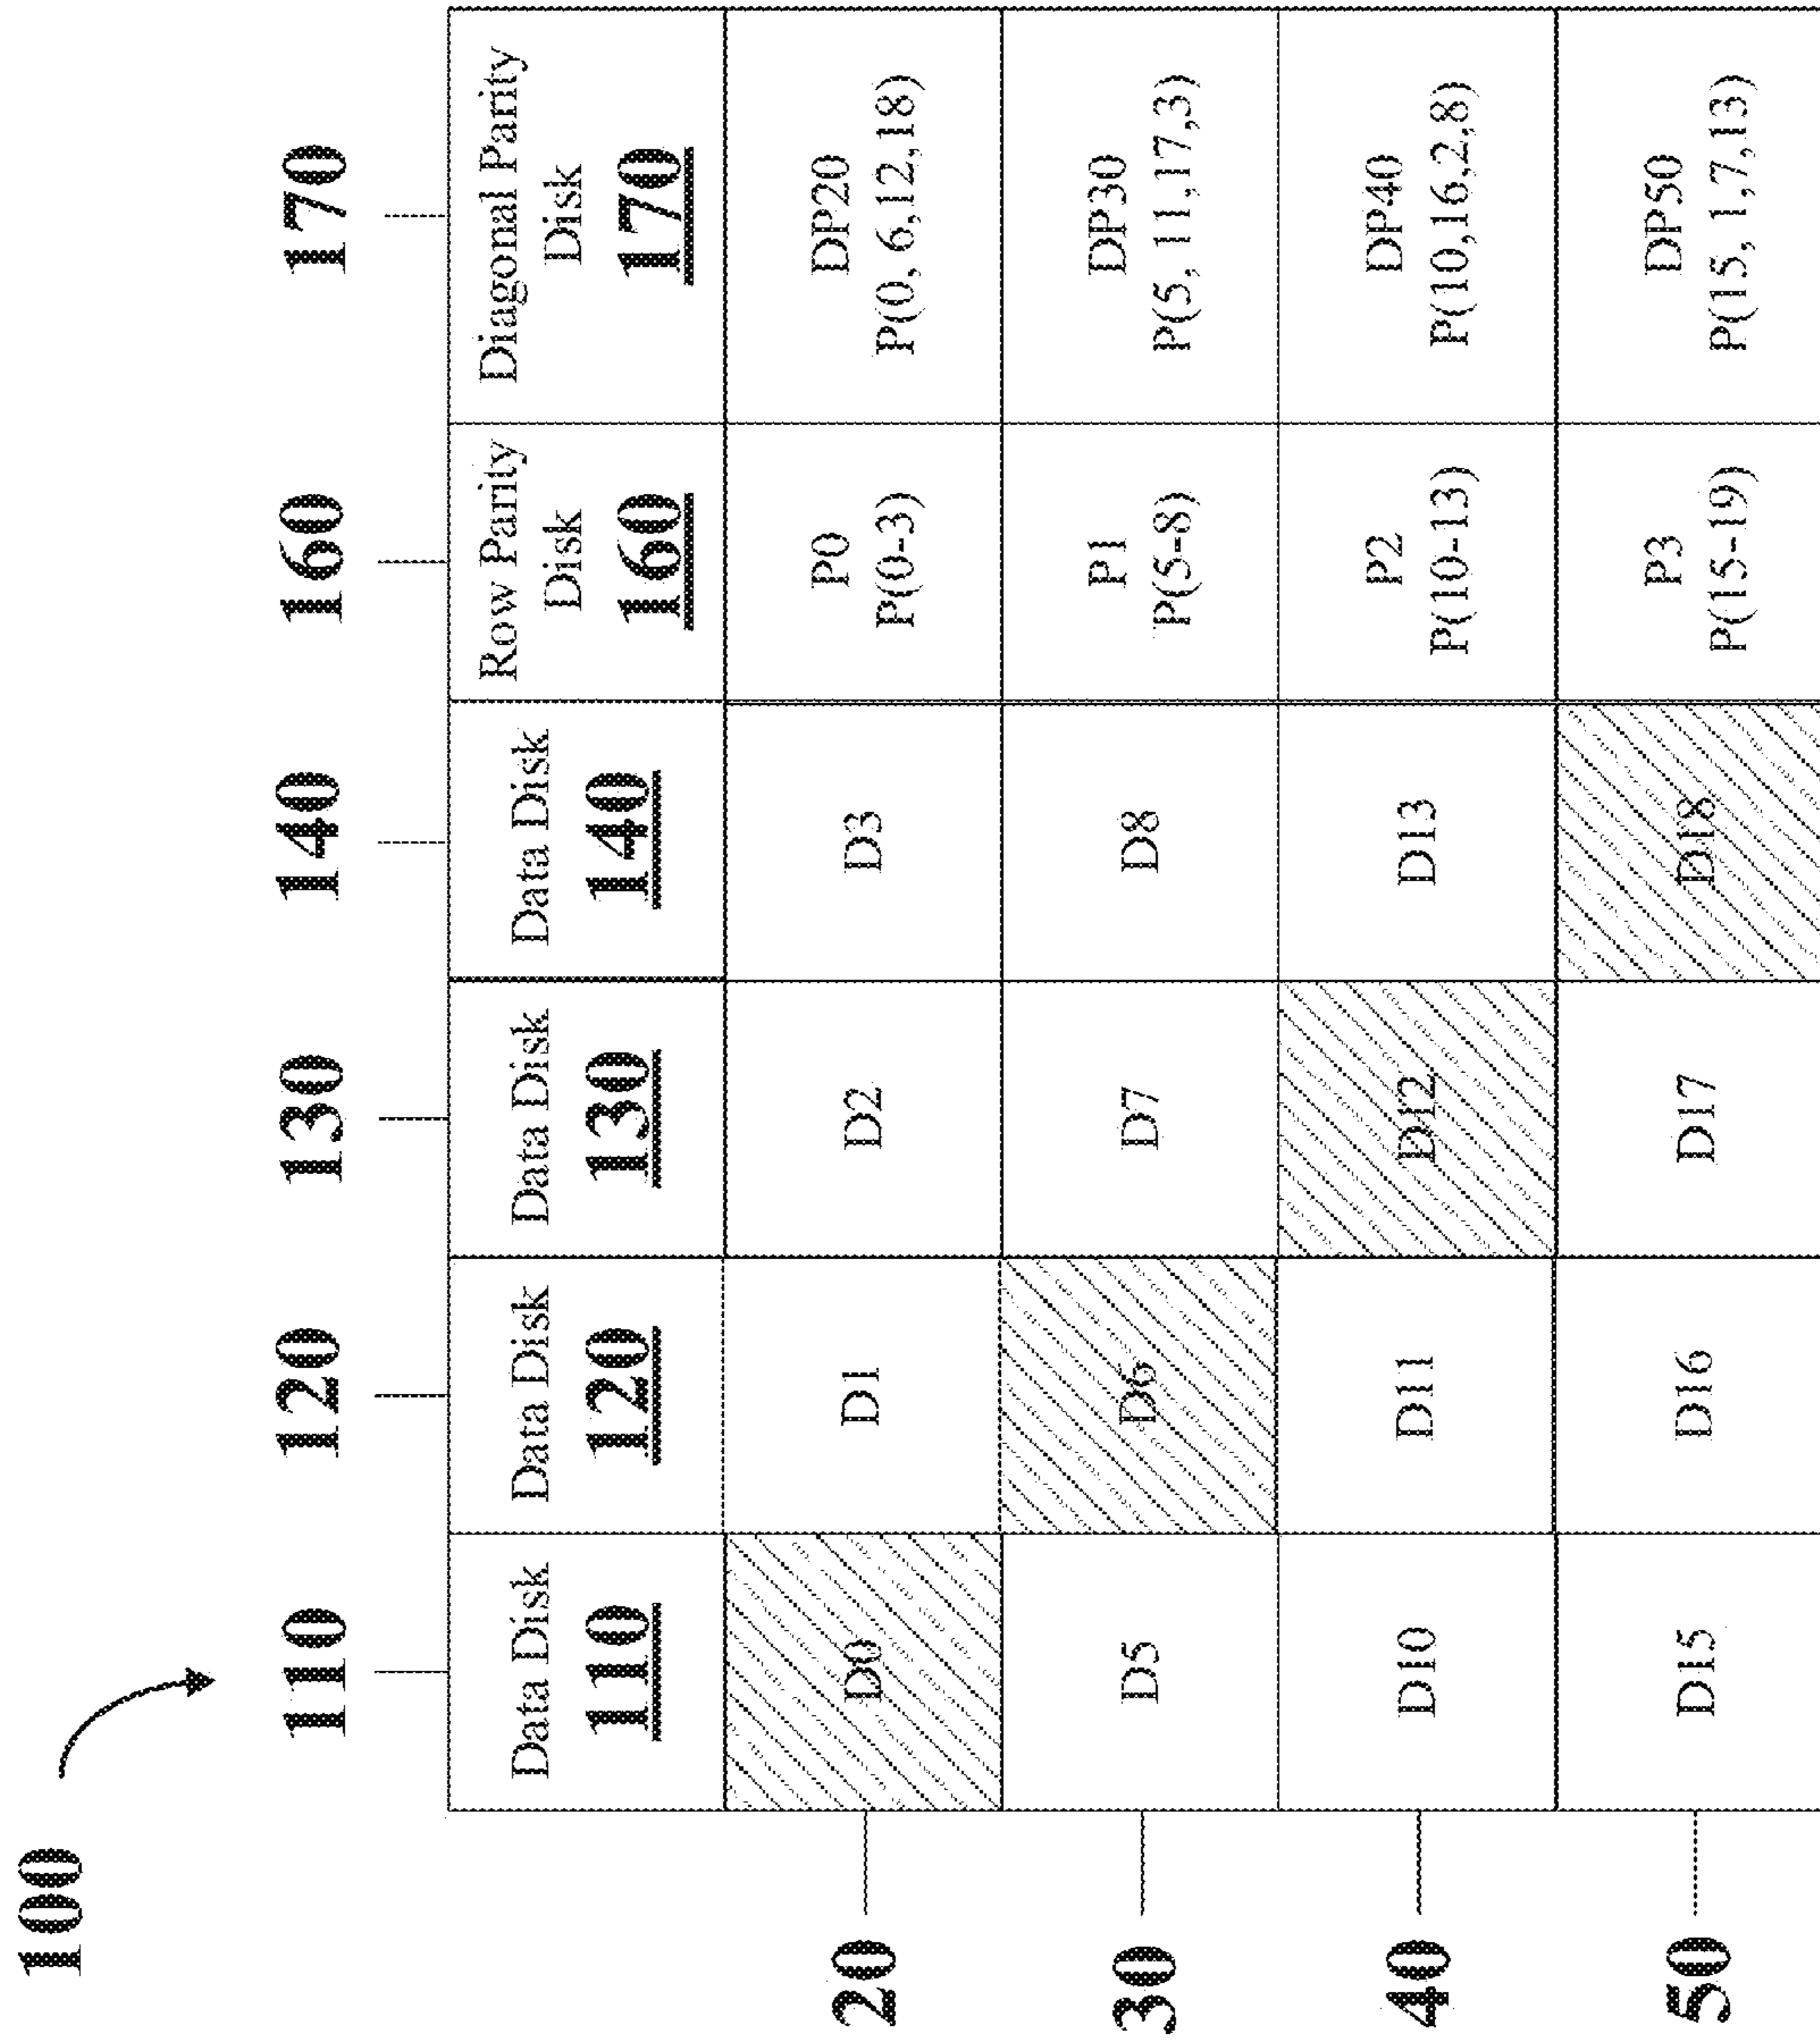 100
110
120
130
140
160
170
Data Disk
110
Data Disk
120
Data Disk
130
Data Disk
140
Row Parity
Disk
160
Diagonal Parity
Disk
170
20
D0
D1
D2
D3
P0
P(0-3)
DP20
P(0, 6,12,18)
30
D5
D6
D7
D8
P1
P(5-8)
DP30
P(5, 11,17,3)
40
D10
D11
D12
D13
P2
P(10-13)
DP40
P(10,16,2,8)
50
D15
D16
D17
D18
P3
P(15-19)
DP50
P(15, 1,7,13)